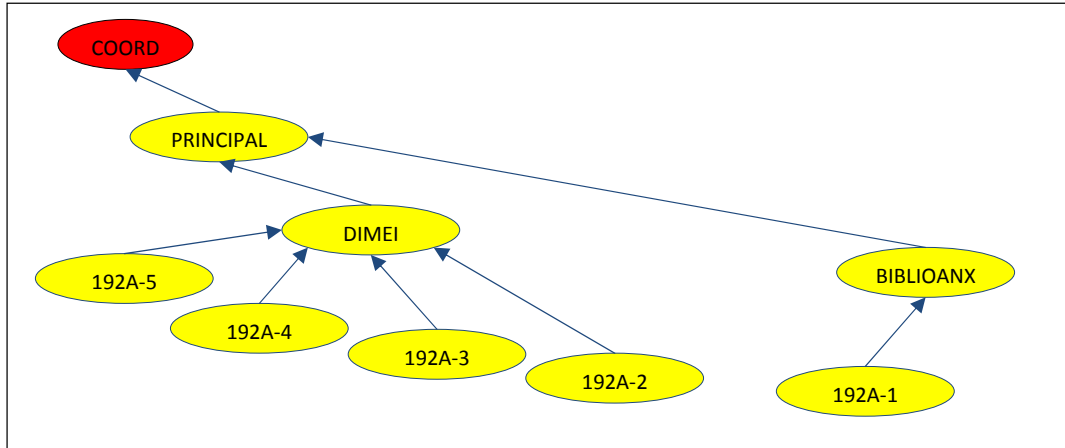 COORD
PRINCIPAL
DIMEI
192A-5
BIBLIOANX
192A-4
192A-3
192A-2
192A-1